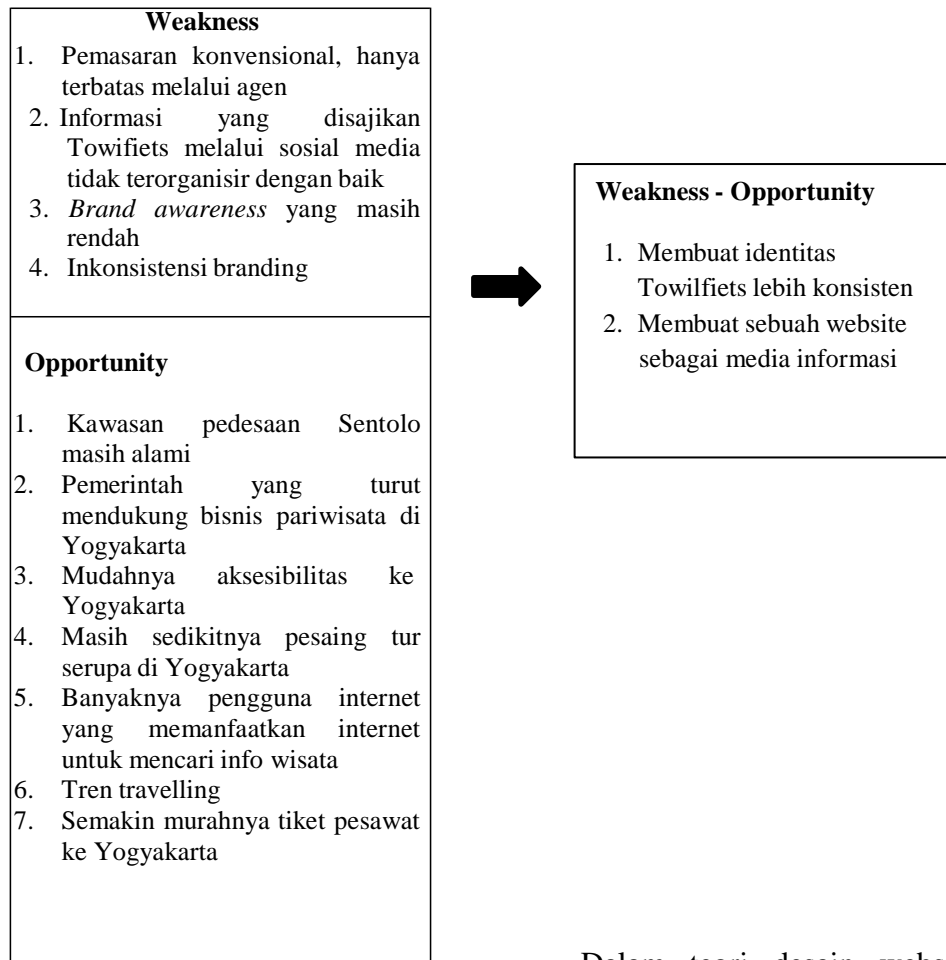 Weakness
1. Pemasaran konvensional, hanya
terbatas melalui agen
2. Informasi yang disajikan
Towifiets melalui sosial media
tidak terorganisir dengan baik
3. Brand awareness yang masih
rendah
4. Inkonsistensi branding
Opportunity
1. Kawasan pedesaan Sentolo
masih alami
2. Pemerintah yang turut
mendukung bisnis pariwisata di
Yogyakarta
3. Mudahnya aksesibilitas ke
Yogyakarta
4. Masih sedikitnya pesaing tur
serupa di Yogyakarta
5. Banyaknya pengguna internet
yang memanfaatkan internet
untuk mencari info wisata
6. Tren travelling
7. Semakin murahnya tiket pesawat
ke Yogyakarta
Weakness - Opportunity
1. Membuat identitas
Towilfiets lebih konsisten
2. Membuat sebuah website
sebagai media informasi